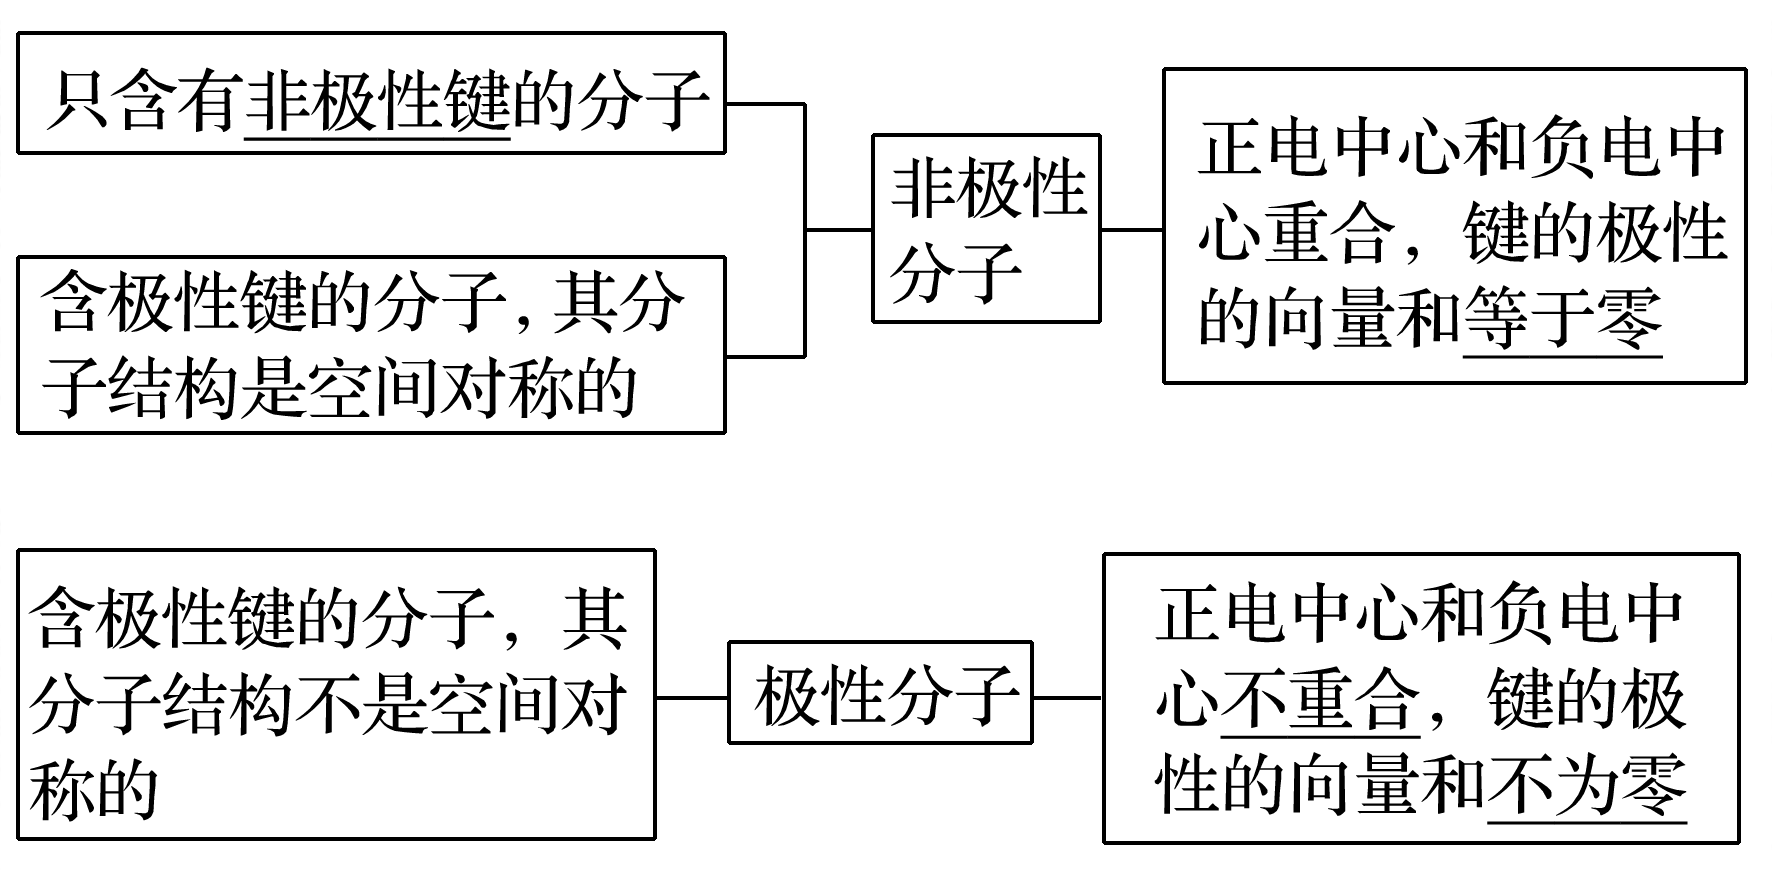 只含有非极性键的分子
含极性键的分子,其分
子结构是空间对称的
非极性
分子
正电中心和负电中
心重合，键的极性
的向量和等于零
含极性键的分子，其
分子结构不是空间对
称的
极性分子
正电中心和负电中
心不重合，键的极
性的向量和不为零